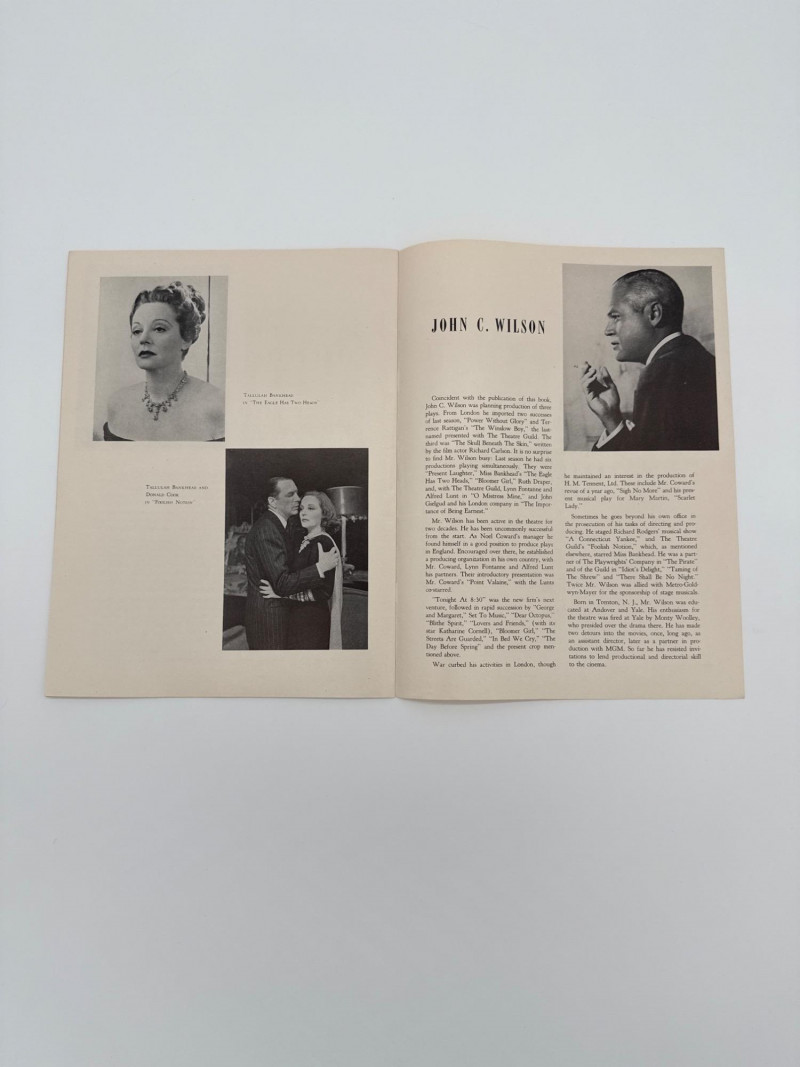 Tallulah Bankhead
in "The Eagle Has Two Heads"
Tallulah Bankhead and
Donald Cook
in "Foolish Notion"
JOHN C. WILSON
Coincident with the publication of this book,
John C. Wilson was planning production of three
plays. From London he imported two successes
of last season, "Power Without Glory" and Ter-
rence Rattigan's "The Winslow Boy," the last-
named presented with The Theatre Guild. The
third was "The Skull Beneath The Skin," written
by the film actor Richard Carlson. It is no surprise
to find Mr. Wilson busy: Last season he had six
productions playing simultaneously. They were
"Present Laughter," Miss Bankhead's "The Eagle
Has Two Heads," "Bloomer Girl," Ruth Draper,
and, with The Theatre Guild, Lynn Fontanne and
Alfred Lunt in "O Mistress Mine," and John
Gielgud and his London company in "The Impor-
tance of Being Earnest."
Mr. Wilson has been active in the theatre for
two decades. He has been uncommonly successful
from the start. As Noel Coward's manager he
found himself in a good position to produce plays
in England. Encouraged over there, he established
a producing organization in his own country, with
Mr. Coward, Lynn Fontanne and Alfred Lunt
his partners. Their introductory presentation was
Mr. Coward's "Point Valaine," with the Lunts
co-starred.
"Tonight At 8:30" was the new firm's next
venture, followed in rapid succession by "George
and Margaret," Set To Music," "Dear Octopus,"
"Blithe Spirit," "Lovers and Friends," (with its
star Katharine Cornell), "Bloomer Girl," "The
Streets Are Guarded," "In Bed We Cry," "The
Day Before Spring" and the present crop men-
tioned above.
War curbed his activities in London, though
he maintained an interest in the production of
H. M. Tennent, Ltd. These include Mr. Coward's
revue of a year ago, "Sigh No More" and his pres-
ent musical play for Mary Martin, "Scarlet
Lady."
Sometimes he goes beyond his own office in
the prosecution of his tasks of directing and pro-
ducing. He staged Richard Rodgers' musical show
"A Connecticut Yankee," and The Theatre
Guild's "Foolish Notion," which, as mentioned
elsewhere, starred Miss Bankhead. He was a part-
ner of The Playwrights' Company in "The Pirate"
and of the Guild in "Idiot's Delight," "Taming of
The Shrew" and "There Shall Be No Night."
Twice Mr. Wilson was allied with Metro-Gold-
wyn-Mayer for the sponsorship of stage musicals.
Born in Trenton, N. J., Mr. Wilson was edu-
cated at Andover and Yale. His enthusiasm for
the theatre was fired at Yale by Monty Woolley,
who presided over the drama there. He has made
two detours into the movies, once, long ago, as
an assistant director, later as a partner in pro-
duction with MGM. So far he has resisted invi-
tations to lend productional and directorial skill
to the cinema.